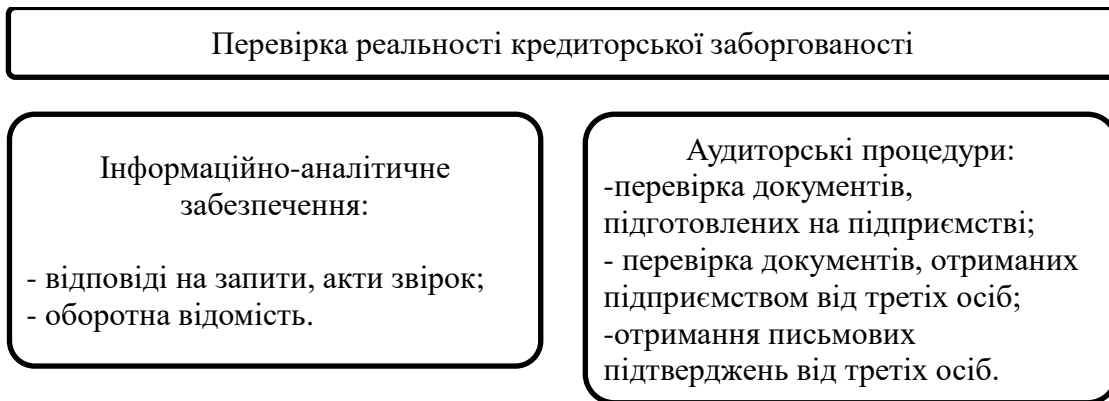 Перевірка реальності кредиторської заборгованості
Інформаційно-аналітичне
забезпечення:
- відповіді на запити, акти звірок;
- оборотна відомість.
Аудиторські процедури:
-перевірка документів,
підготовлених на підприємстві;
- перевірка документів, отриманих
підприємством від третіх осіб;
-отримання письмових
підтверджень від третіх осіб.